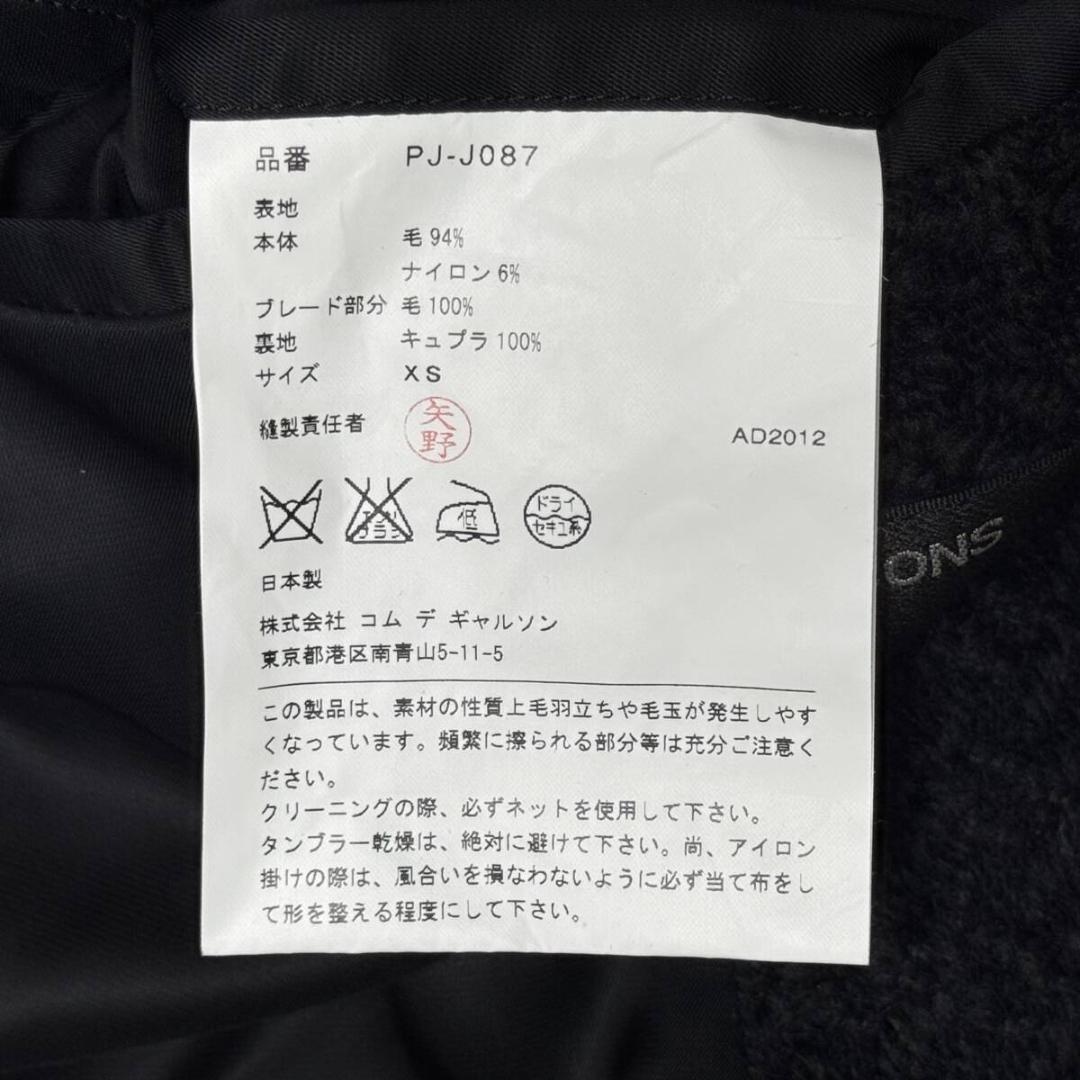 品番 PJ-J087
表地
本体 毛 94%
ナイロン 6%
ブレード部分 毛 100%
裏地 キュプラ 100%
サイズ XS
縫製責任者 矢野
AD2012
低 ドライ セキユ系
日本製
株式会社 コム デ ギャルソン
東京都港区南青山5-11-5
この製品は、素材の性質上毛羽立ちや毛玉が発生しやす
くなっています。頻繁に擦られる部分等は充分ご注意く
ださい。
クリーニングの際、必ずネットを使用して下さい。
タンブラー乾燥は、絶対に避けて下さい。尚、アイロン
掛けの際は、風合いを損なわないように必ず当て布をし
て形を整える程度にして下さい。
ONS